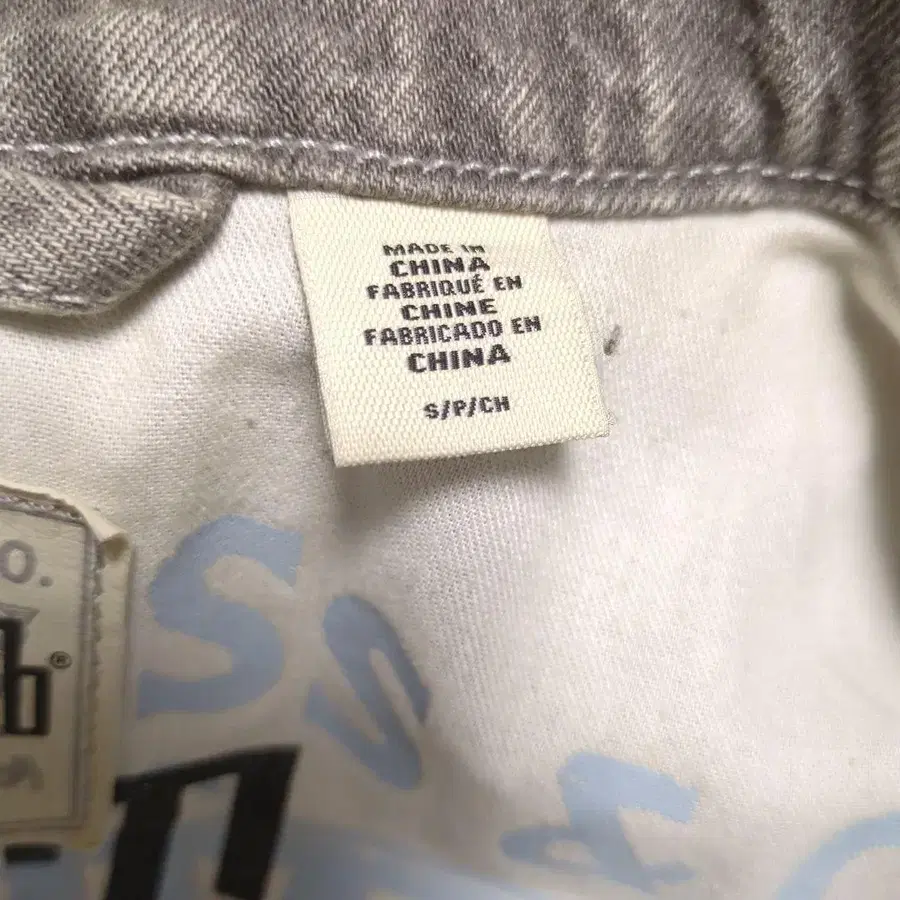 MADE IN
CHINA
FABRIQUÉ EN
CHINE
FABRICADO EN
CHINA
S/P/CH